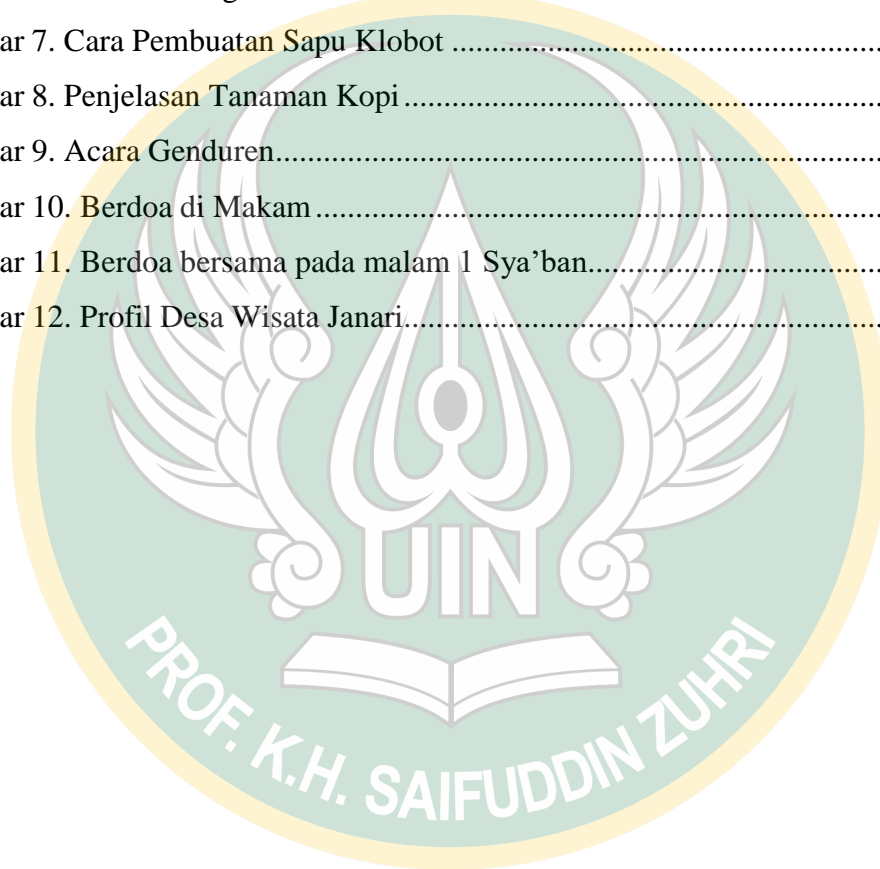 ar 7. Cara Pembuatan Sapu Klobot ....................................................
ar 8. Penjelasan Tanaman Kopi ..........................................................
ar 9. Acara Genduren...........................................................................
ar 10. Berdoa di Makam .....................................................................
ar 11. Berdoa bersama pada malam 1 Sya’ban....................................
ar 12. Profil Desa Wisata Janari...........................................................
UIN
PROF. K.H. SAIFUDDIN ZUHRI